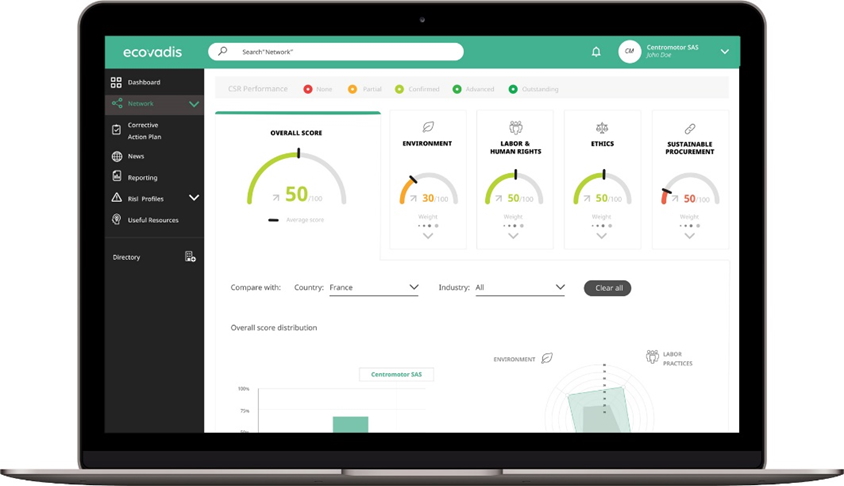 ecovadis
Search"Network"
CM
Centromotor SAS
John Doe
Dashboard
Network
Corrective
Action Plan
News
Reporting
Risl Profiles
Useful Resources
Directory
CSR Performance
None
Partial
Confirmed
Advanced
Outstanding
OVERALL SCORE
50/100
Average score
ENVIRONMENT
30/100
Weight
LABOR &
HUMAN RIGHTS
50/100
Weight
ETHICS
50/100
Weight
SUSTAINABLE
PROCUREMENT
50/100
Weight
Compare with:
Country:
France
Industry:
All
Clear all
Overall score distribution
Centromotor SAS
100%
75%
ENVIRONMENT
LABOR
PRACTICES